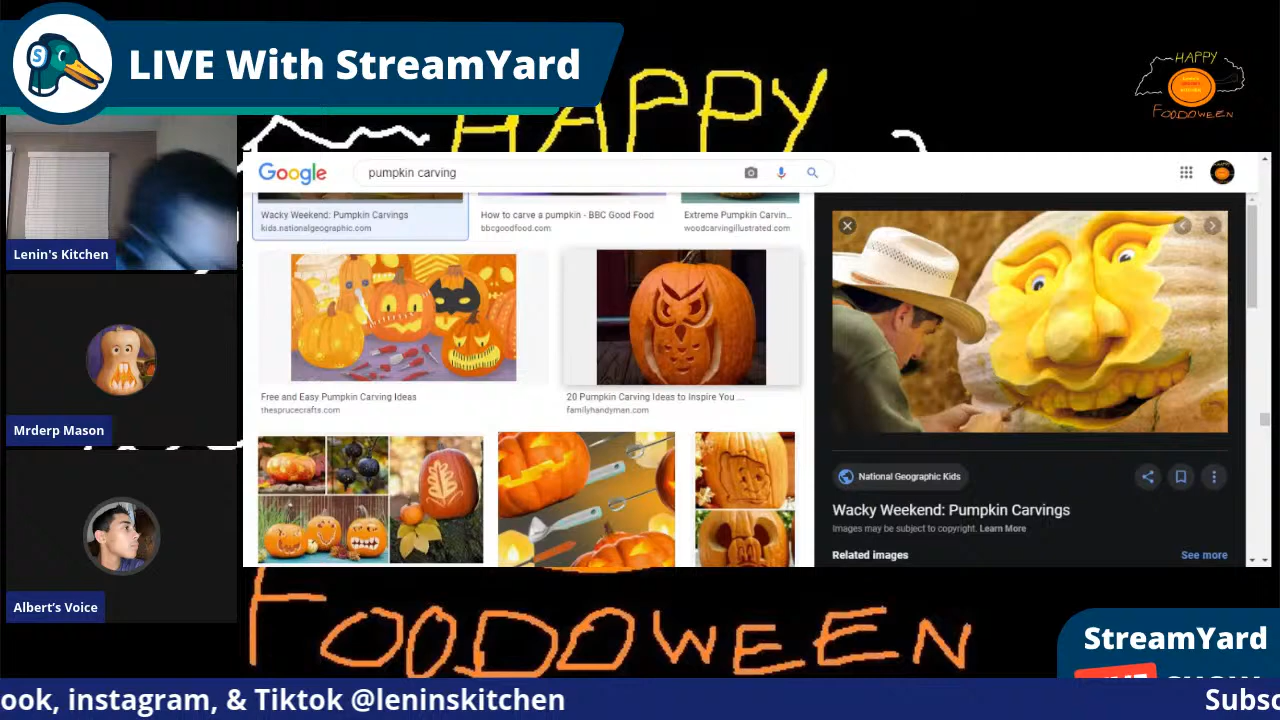 LIVE With StreamYard
HAPPY
HAPPY
FOODOWEEN
Lenin's Kitchen
Mrderp Mason
Albert's Voice
Google
pumpkin carving
Wacky Weekend: Pumpkin Carvings
kids.nationalgeographic.com
How to carve a pumpkin - BBC Good Food
bbcgoodfood.com
Extreme Pumpkin Carvin...
woodcarvingillustrated.com
Free and Easy Pumpkin Carving Ideas
thesprucecrafts.com
20 Pumpkin Carving Ideas to Inspire You ...
familyhandyman.com
National Geographic Kids
Wacky Weekend: Pumpkin Carvings
Images may be subject to copyright. Learn More
Related images
See more
FOODOWEEN
StreamYard
ook, instagram, & Tiktok @leninskitchen
Subsc